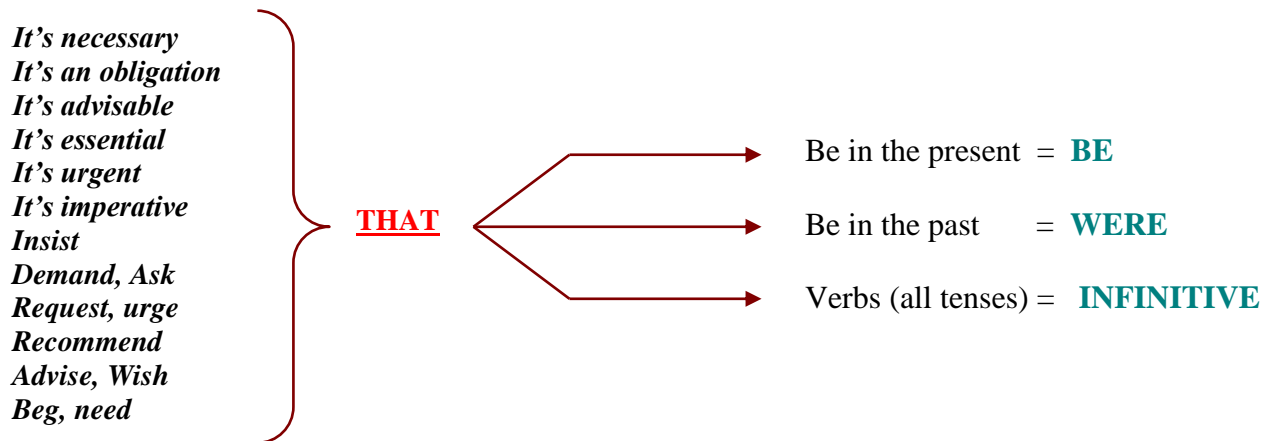 It’s necessary
It’s an obligation
It’s advisable
It’s essential
It’s urgent
It’s imperative
Insist
Demand, Ask
Request, urge
Recommend
Advise, Wish
Beg, need
THAT
Be in the present = BE
Be in the past = WERE
Verbs (all tenses) = INFINITIVE